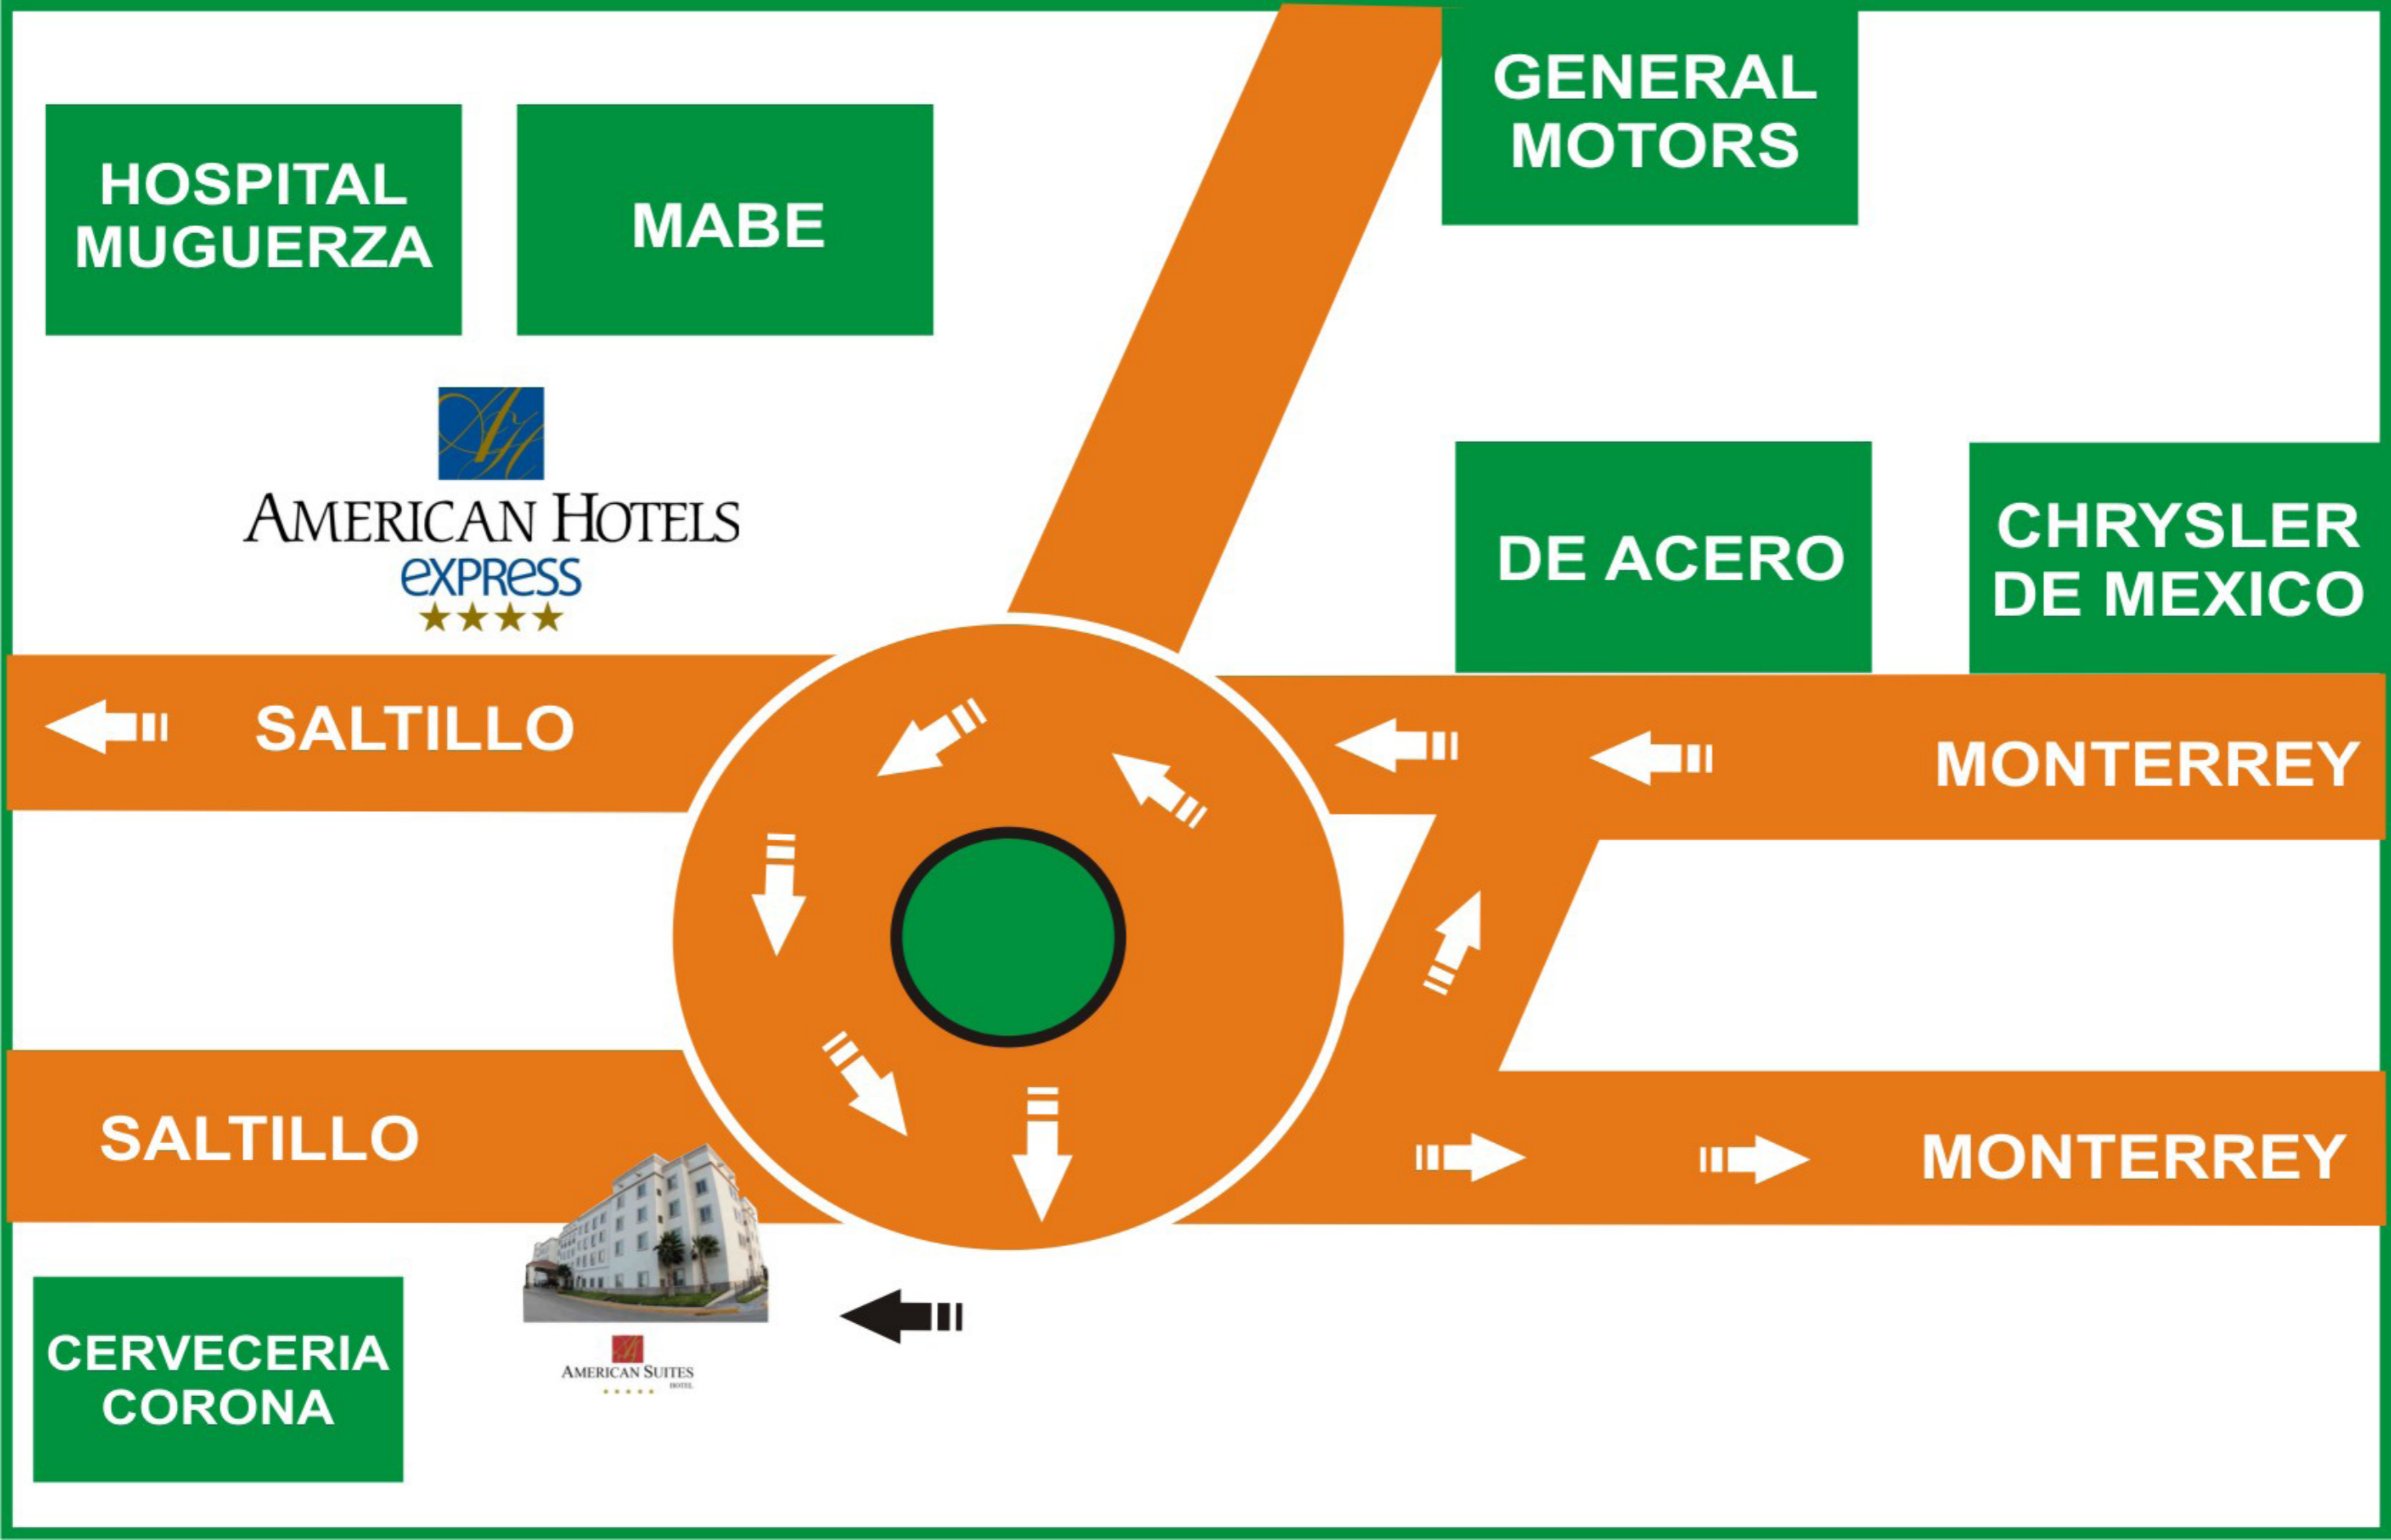 GENERAL
MOTORS
HOSPITAL
MUGUERZA
MABE
AMERICAN HOTELS
express
DE ACERO
CHRYSLER
DE MEXICO
SALTILLO
MONTERREY
SALTILLO
MONTERREY
CERVECERIA
CORONA
AMERICAN SUITES
HOTEL